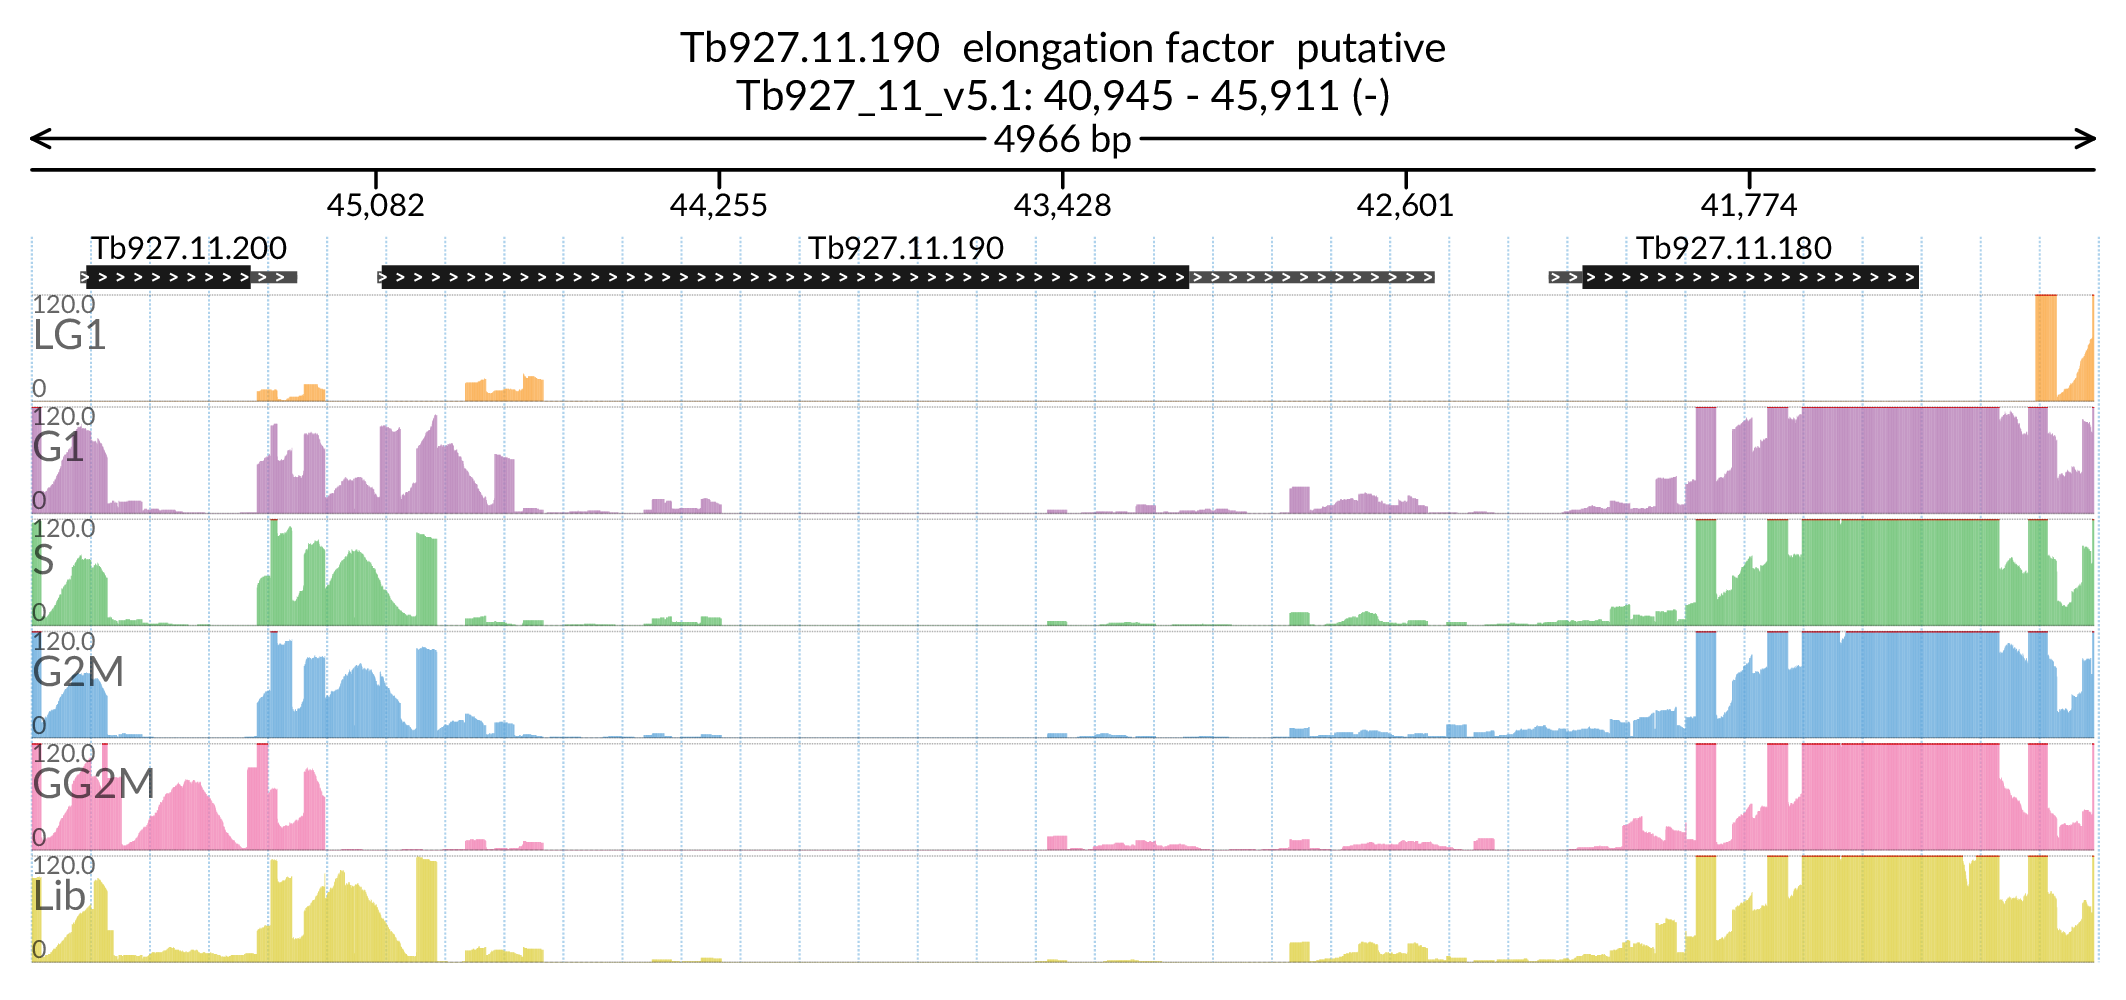 Tb927.11.190 elongation factor putative
Tb927_11_v5.1: 40,945 - 45,911 (-)
4966 bp
45,082 44,255 43,428 42,601 41,774
Tb927.11.200 Tb927.11.190 Tb927.11.180
120.0
LG1
0
120.0
G1
0
120.0
S
0
120.0
G2M
0
120.0
GG2M
0
120.0
Lib
0